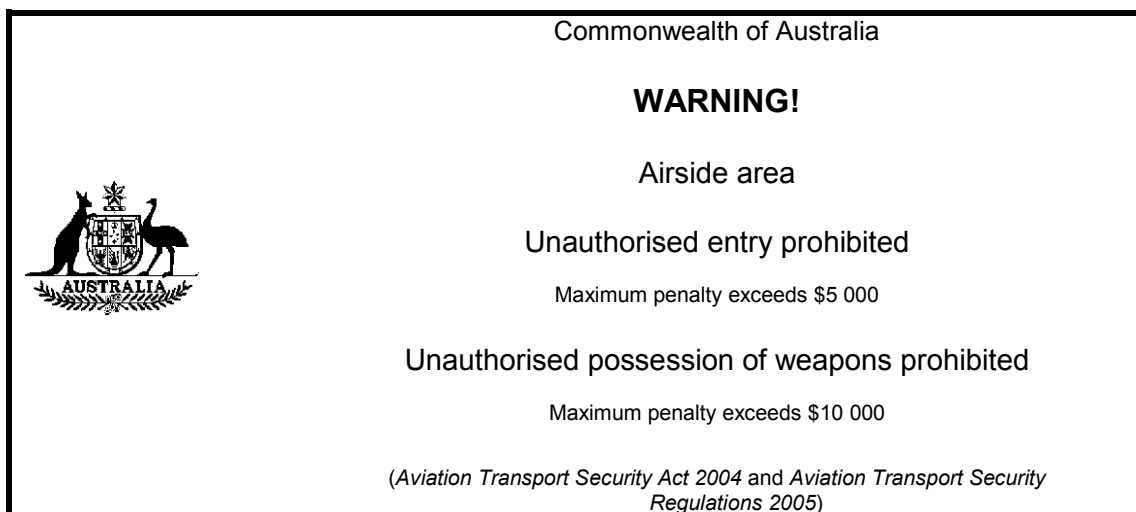 Commonwealth of Australia
WARNING!
Airside area
AUSTRALIA
Unauthorised entry prohibited
Maximum penalty exceeds $5 000
Unauthorised possession of weapons prohibited
Maximum penalty exceeds $10 000
(Aviation Transport Security Act 2004 and Aviation Transport Security
Regulations 2005)